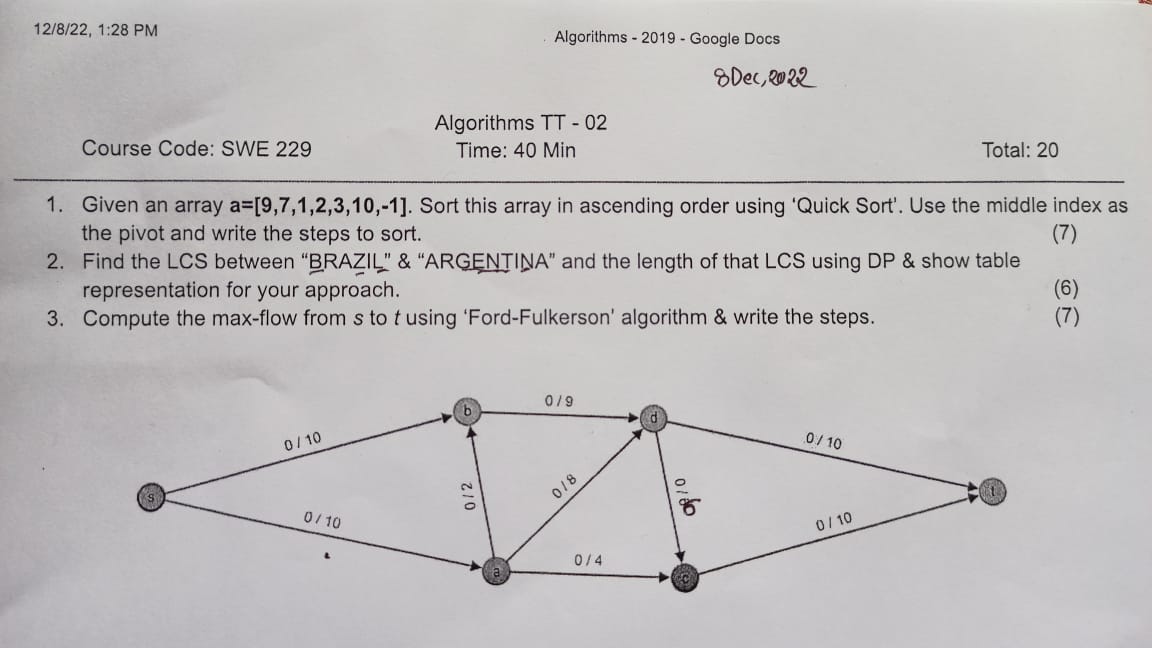 12/8/22, 1:28 PM
Algorithms - 2019 - Google Docs
8Dec,2022
Algorithms TT - 02
Course Code: SWE 229
Time: 40 Min
Total: 20
1. Given an array a=[9,7,1,2,3,10,-1]. Sort this array in ascending order using 'Quick Sort'. Use the middle index as
the pivot and write the steps to sort. (7)
2. Find the LCS between "BRAZIL" & "ARGENTINA" and the length of that LCS using DP & show table
representation for your approach. (6)
3. Compute the max-flow from s to t using 'Ford-Fulkerson' algorithm & write the steps. (7)
0 / 9
b
d
0 / 10
0 / 10
0 / 2
0 / 8
0 /
s
t
0 / 10
0 / 10
0 / 4
a
c